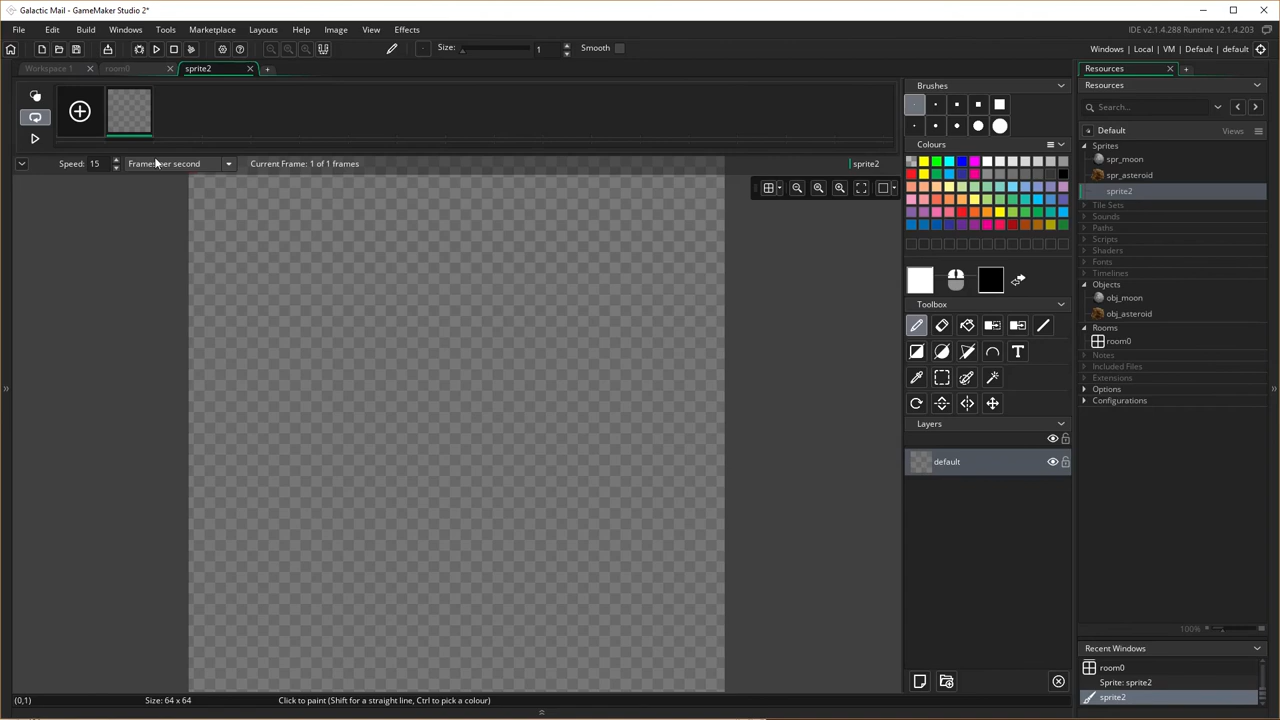 Galactic Mail - GameMaker Studio 2*
File Edit Build Windows Tools Marketplace Layouts Help Image View Effects
IDE v2.1.4.288 Runtime v2.1.4.203
Size: 1 Smooth
Windows | Local | VM | Default | default
Workspace 1 room0 sprite2
Speed: 15 Frames per second Current Frame: 1 of 1 frames sprite2
Brushes
Colours
Toolbox
T
Layers
default
Resources
Resources
Search...
Default Views
Sprites
spr_moon
spr_asteroid
sprite2
Tile Sets
Sounds
Paths
Scripts
Shaders
Fonts
Timelines
Objects
obj_moon
obj_asteroid
Rooms
room0
Notes
Included Files
Extensions
Options
Configurations
100%
Recent Windows
room0
Sprite: sprite2
sprite2
(0,1) Size: 64 x 64 Click to paint (Shift for a straight line, Ctrl to pick a colour)